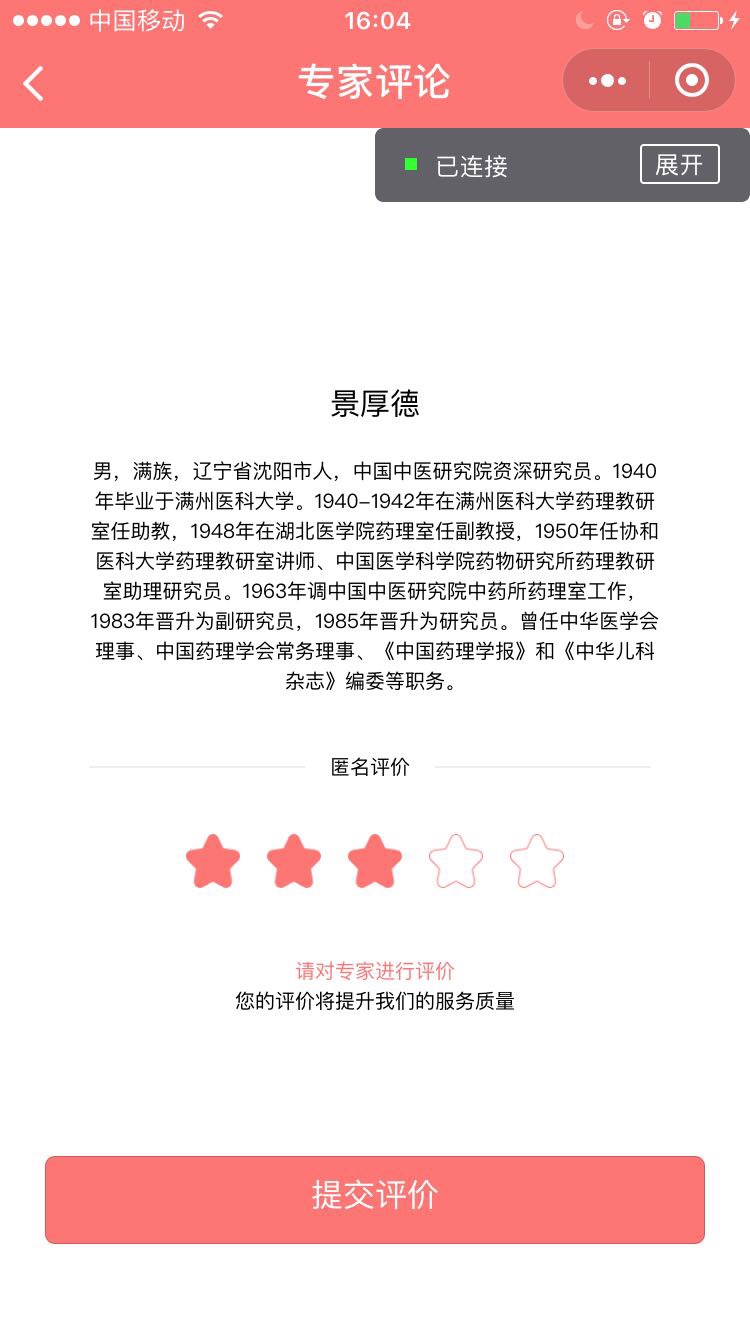 中国移动
16:04
专家评论
已连接
展开
景厚德
男，满族，辽宁省沈阳市人，中国中医研究院资深研究员。1940
年毕业于满州医科大学。1940-1942年在满州医科大学药理教研
室任助教，1948年在湖北医学院药理室任副教授，1950年任协和
医科大学药理教研室讲师、中国医学科学院药物研究所药理教研
室助理研究员。1963年调中国中医研究院中药所药理室工作，
1983年晋升为副研究员，1985年晋升为研究员。曾任中华医学会
理事、中国药理学会常务理事、《中国药理学报》和《中华儿科
杂志》编委等职务。
匿名评价
请对专家进行评价
您的评价将提升我们的服务质量
提交评价